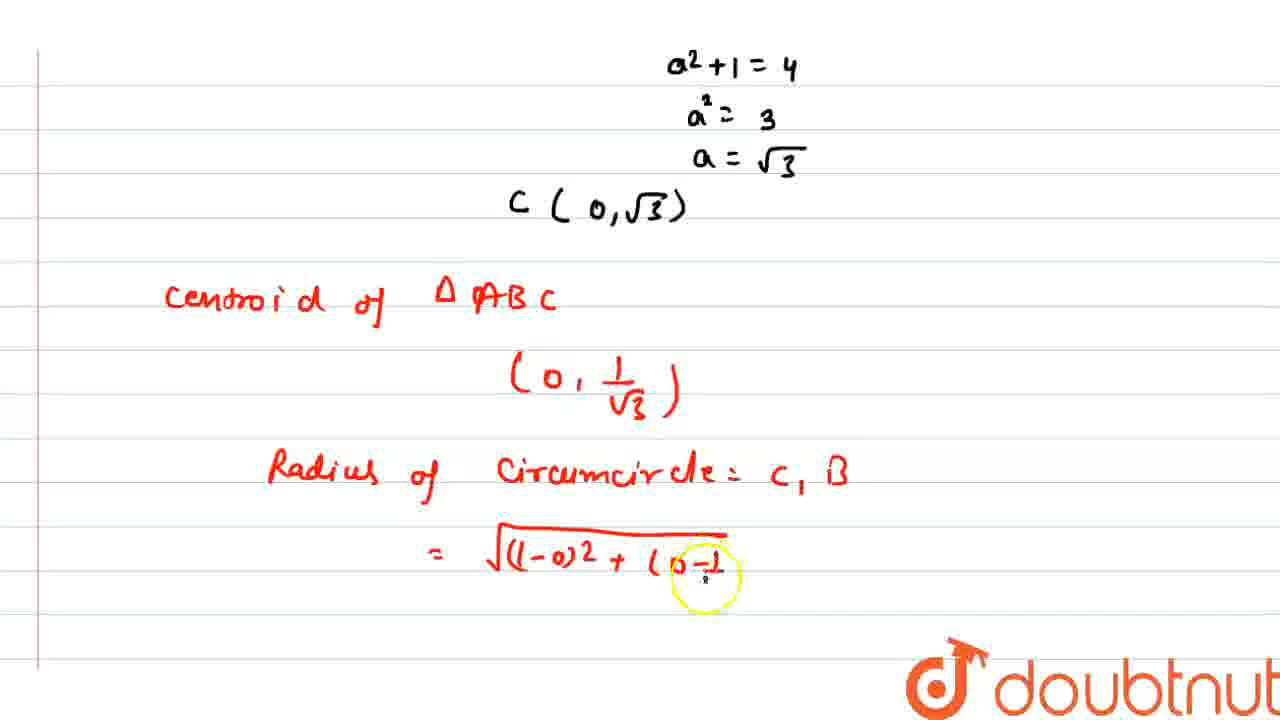 a² + 1 = 4
a² = 3
a = √3
C ( 0, √3 )
Centroid of Δ ABC
( 0, 1/√3 )
Radius of Circumcircle = C, B
= √(1-0)² + (0-1
doubtnut